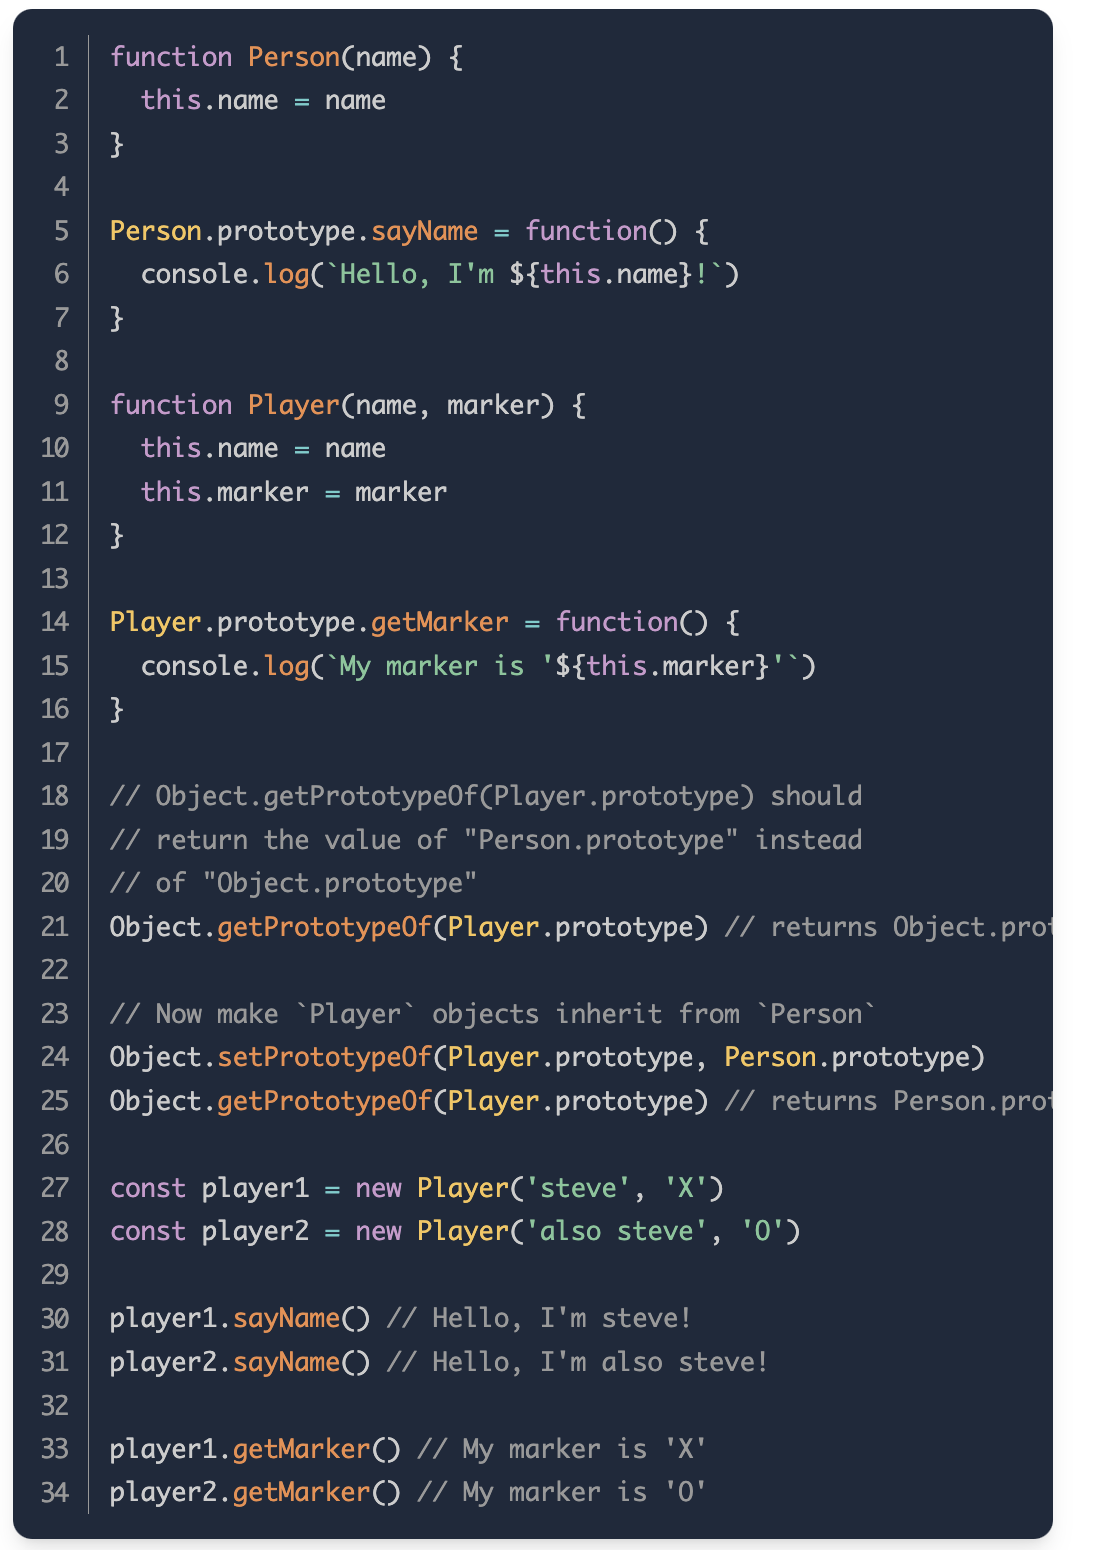 1 function Person(name) {
2   this.name = name
3 }
4
5 Person.prototype.sayName = function() {
6   console.log(`Hello, I'm ${this.name}!`)
7 }
8
9 function Player(name, marker) {
10   this.name = name
11   this.marker = marker
12 }
13
14 Player.prototype.getMarker = function() {
15   console.log(`My marker is '${this.marker}'`)
16 }
17
18 // Object.getPrototypeOf(Player.prototype) should
19 // return the value of "Person.prototype" instead
20 // of "Object.prototype"
21 Object.getPrototypeOf(Player.prototype) // returns Object.prot
22
23 // Now make `Player` objects inherit from `Person`
24 Object.setPrototypeOf(Player.prototype, Person.prototype)
25 Object.getPrototypeOf(Player.prototype) // returns Person.prot
26
27 const player1 = new Player('steve', 'X')
28 const player2 = new Player('also steve', 'O')
29
30 player1.sayName() // Hello, I'm steve!
31 player2.sayName() // Hello, I'm also steve!
32
33 player1.getMarker() // My marker is 'X'
34 player2.getMarker() // My marker is 'O'